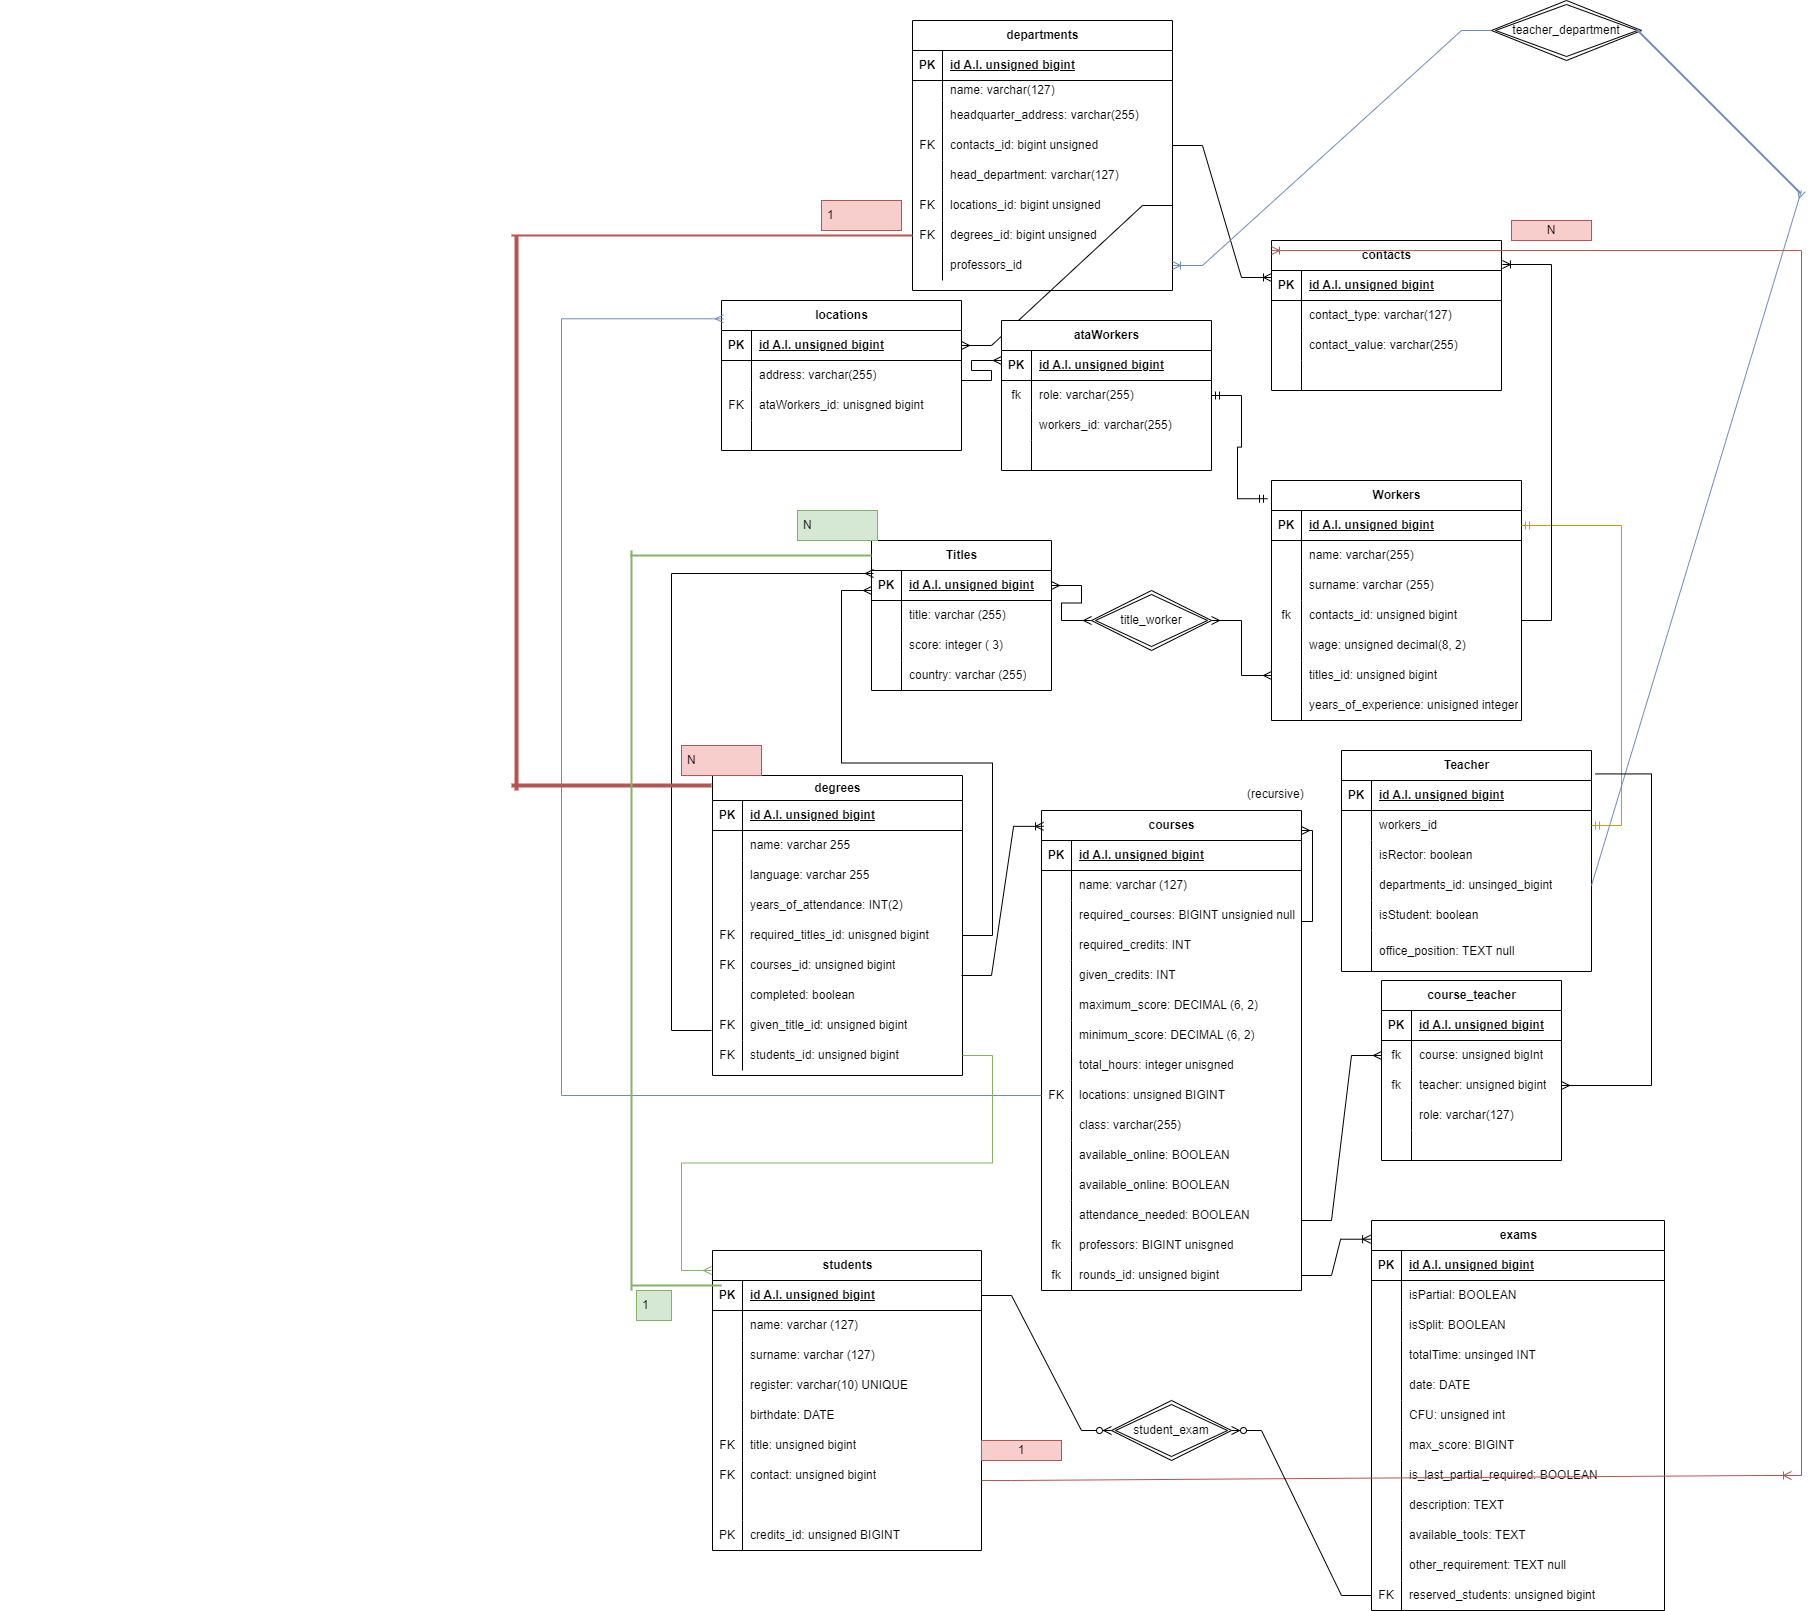 teacher_department
departments
PK id A.I. unsigned bigint
name: varchar(127)
headquarter_address: varchar(255)
FK contacts_id: bigint unsigned
head_department: varchar(127)
FK locations_id: bigint unsigned
FK degrees_id: bigint unsigned
professors_id
1
N
contacts
PK id A.I. unsigned bigint
contact_type: varchar(127)
contact_value: varchar(255)
locations
PK id A.I. unsigned bigint
address: varchar(255)
FK ataWorkers_id: unisgned bigint
ataWorkers
PK id A.I. unsigned bigint
fk role: varchar(255)
workers_id: varchar(255)
Workers
PK id A.I. unsigned bigint
name: varchar(255)
surname: varchar (255)
fk contacts_id: unsigned bigint
wage: unsigned decimal(8, 2)
titles_id: unsigned bigint
years_of_experience: unisigned integer
N
Titles
PK id A.I. unsigned bigint
title: varchar (255)
score: integer ( 3)
country: varchar (255)
title_worker
N
degrees
PK id A.I. unsigned bigint
name: varchar 255
language: varchar 255
years_of_attendance: INT(2)
FK required_titles_id: unisgned bigint
FK courses_id: unsigned bigint
completed: boolean
FK given_title_id: unsigned bigint
FK students_id: unsigned bigint
(recursive)
courses
PK id A.I. unsigned bigint
name: varchar (127)
required_courses: BIGINT unsignied null
required_credits: INT
given_credits: INT
maximum_score: DECIMAL (6, 2)
minimum_score: DECIMAL (6, 2)
total_hours: integer unisgned
FK locations: unsigned BIGINT
class: varchar(255)
available_online: BOOLEAN
available_online: BOOLEAN
attendance_needed: BOOLEAN
fk professors: BIGINT unisgned
fk rounds_id: unsigned bigint
Teacher
PK id A.I. unsigned bigint
workers_id
isRector: boolean
departments_id: unsinged_bigint
isStudent: boolean
office_position: TEXT null
course_teacher
PK id A.I. unsigned bigint
fk course: unsigned bigInt
fk teacher: unsigned bigint
role: varchar(127)
students
PK id A.I. unsigned bigint
name: varchar (127)
surname: varchar (127)
register: varchar(10) UNIQUE
birthdate: DATE
FK title: unsigned bigint
FK contact: unsigned bigint
PK credits_id: unsigned BIGINT
1
1
student_exam
exams
PK id A.I. unsigned bigint
isPartial: BOOLEAN
isSplit: BOOLEAN
totalTime: unsinged INT
date: DATE
CFU: unsigned int
max_score: BIGINT
is_last_partial_required: BOOLEAN
description: TEXT
available_tools: TEXT
other_requirement: TEXT null
FK reserved_students: unsigned bigint